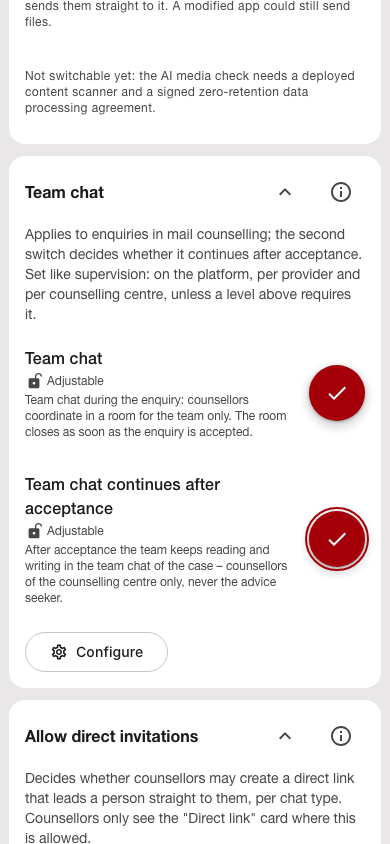 sends them straight to it. A modified app could still send
files.
Not switchable yet: the AI media check needs a deployed
content scanner and a signed zero-retention data
processing agreement.
Team chat
Applies to enquiries in mail counselling; the second
switch decides whether it continues after acceptance.
Set like supervision: on the platform, per provider and
per counselling centre, unless a level above requires
it.
Team chat
Adjustable
Team chat during the enquiry: counsellors
coordinate in a room for the team only. The room
closes as soon as the enquiry is accepted.
Team chat continues after
acceptance
Adjustable
After acceptance the team keeps reading and
writing in the team chat of the case – counsellors
of the counselling centre only, never the advice
seeker.
Configure
Allow direct invitations
Decides whether counsellors may create a direct link
that leads a person straight to them, per chat type.
Counsellors only see the "Direct link" card where this
is allowed.